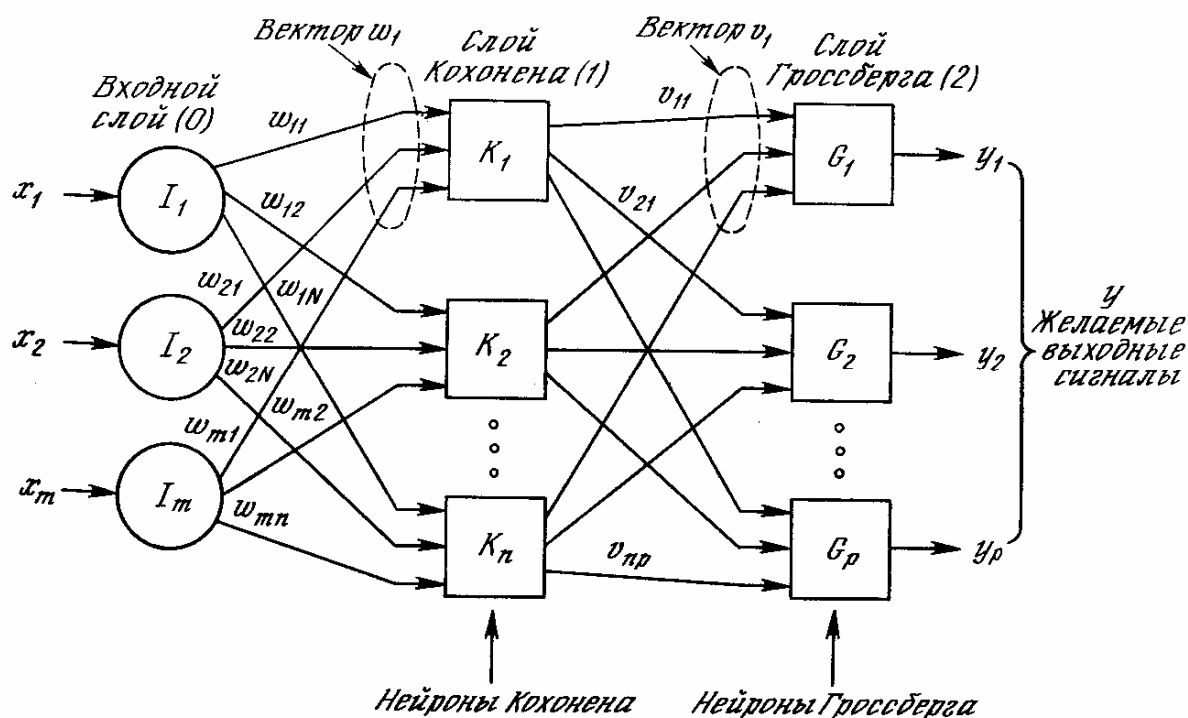 Вектор w1
Слой
Кохонена (1)
Вектор v1
Слой
Гроссберга (2)
Входной
слой (0)
w11
v11
x1
I1
K1
G1
y1
w12
v21
w21
w1N
x2
I2
w22
w2N
K2
G2
y2
У
Желаемые
выходные
сигналы
wm1
wm2
xm
Im
wmn
Kn
vnp
Gp
yp
Нейроны Кохонена
Нейроны Гроссберга